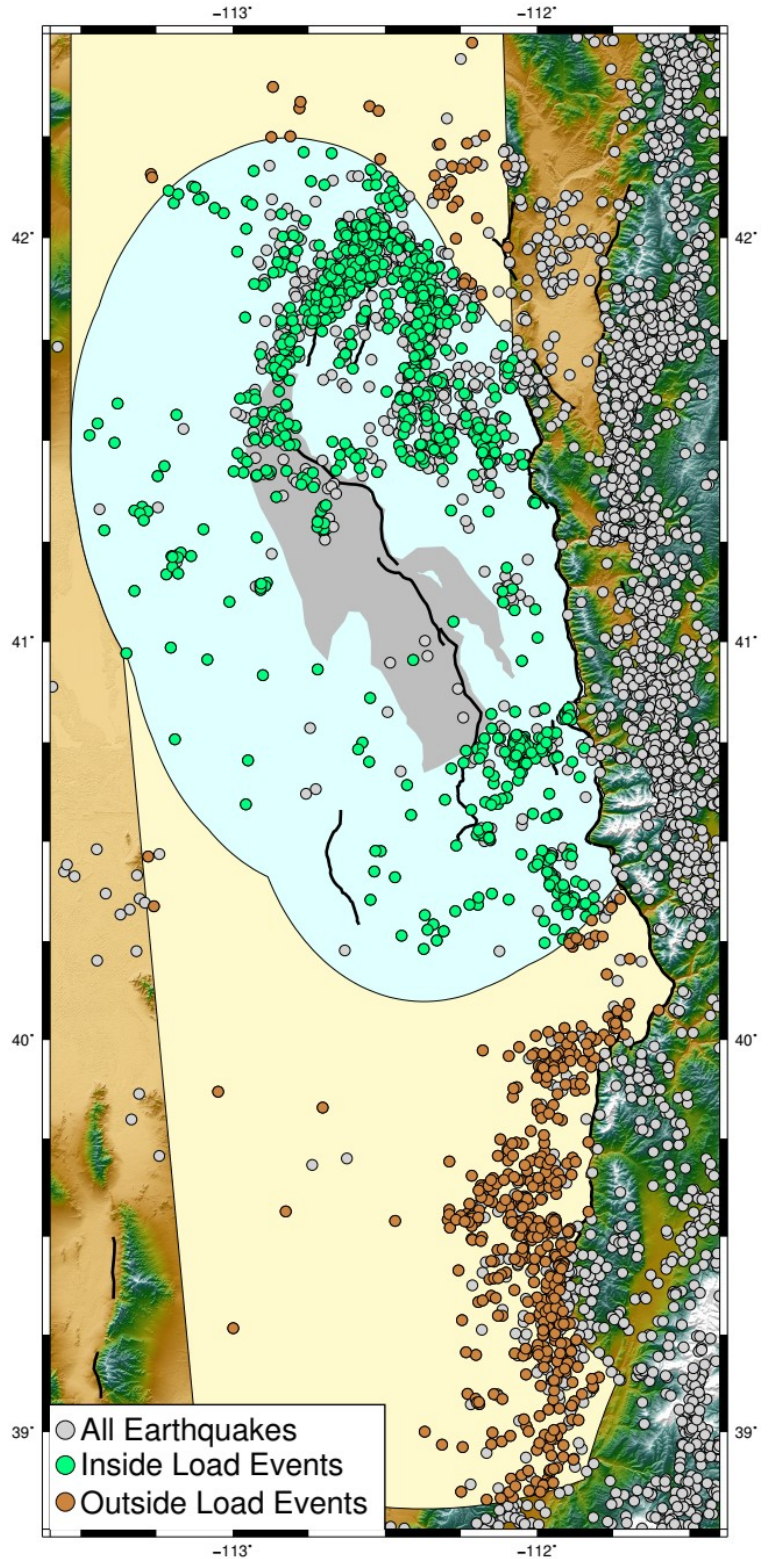 −113˚ −112˚
42˚ 42˚
41˚ 41˚
40˚ 40˚
39˚ 39˚
All Earthquakes
Inside Load Events
Outside Load Events
−113˚ −112˚